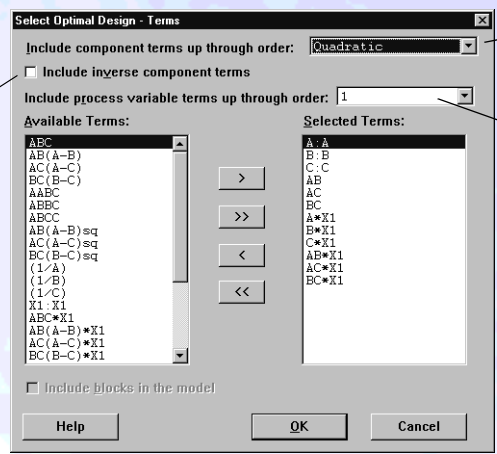 Select Optimal Design - Terms
Include component terms up through order: Quadratic
Include inverse component terms
Include process variable terms up through order: 1
Available Terms:
ABC
AB(A-B)
AC(A-C)
BC(B-C)
AABC
ABBC
ABCC
AB(A-B)sq
AC(A-C)sq
BC(B-C)sq
(1/A)
(1/B)
(1/C)
X1:X1
ABC*X1
AB(A-B)*X1
AC(A-C)*X1
BC(B-C)*X1
>
>>
<
<<
Selected Terms:
A:A
B:B
C:C
AB
AC
BC
A*X1
B*X1
C*X1
AB*X1
AC*X1
BC*X1
Include blocks in the model
Help OK Cancel